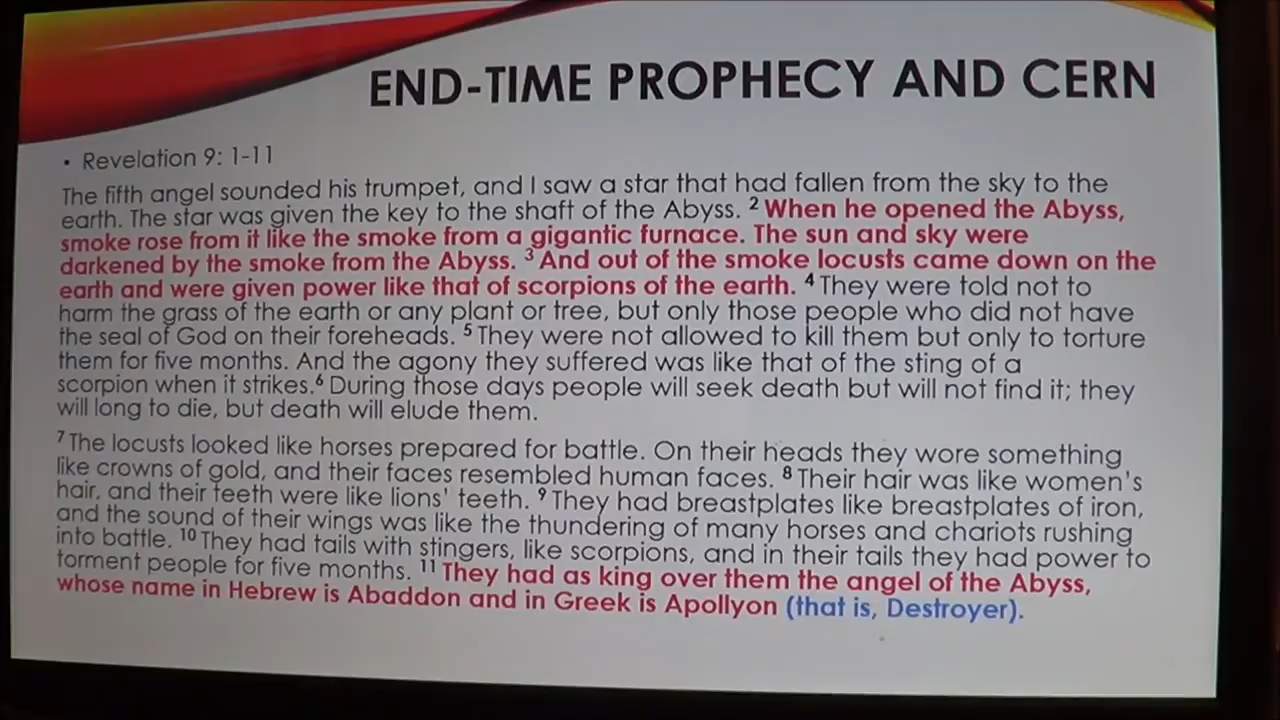 END-TIME PROPHECY AND CERN
• Revelation 9: 1-11
The fifth angel sounded his trumpet, and I saw a star that had fallen from the sky to the
earth. The star was given the key to the shaft of the Abyss. 2 When he opened the Abyss,
smoke rose from it like the smoke from a gigantic furnace. The sun and sky were
darkened by the smoke from the Abyss. 3 And out of the smoke locusts came down on the
earth and were given power like that of scorpions of the earth. 4 They were told not to
harm the grass of the earth or any plant or tree, but only those people who did not have
the seal of God on their foreheads. 5 They were not allowed to kill them but only to torture
them for five months. And the agony they suffered was like that of the sting of a
scorpion when it strikes.6 During those days people will seek death but will not find it; they
will long to die, but death will elude them.
7 The locusts looked like horses prepared for battle. On their heads they wore something
like crowns of gold, and their faces resembled human faces. 8 Their hair was like women's
hair, and their teeth were like lions' teeth. 9 They had breastplates like breastplates of iron,
and the sound of their wings was like the thundering of many horses and chariots rushing
into battle. 10 They had tails with stingers, like scorpions, and in their tails they had power to
torment people for five months. 11 They had as king over them the angel of the Abyss,
whose name in Hebrew is Abaddon and in Greek is Apollyon (that is, Destroyer).